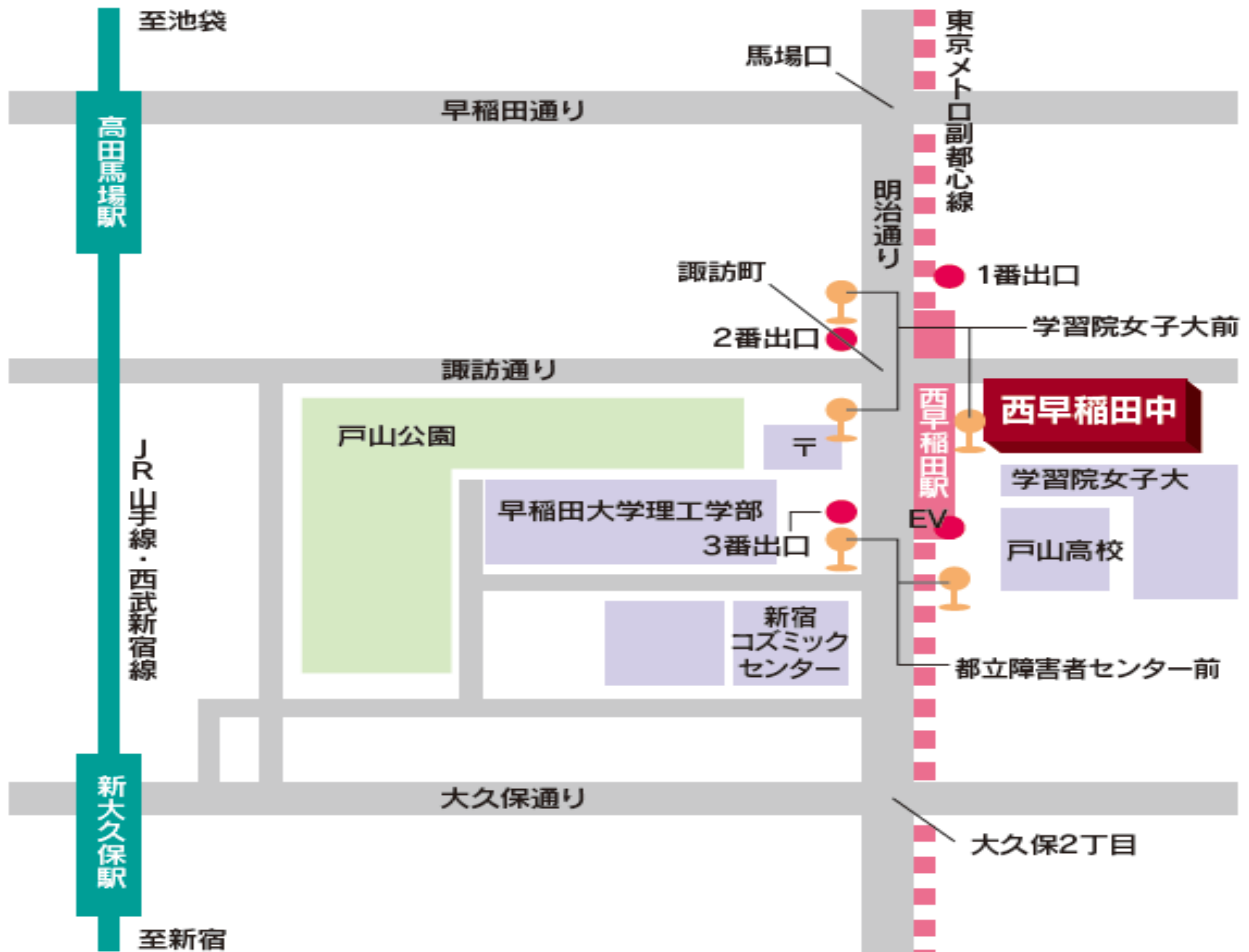 至池袋
馬場口
東京メトロ副都心線
早稲田通り
高田馬場駅
明治通り
諏訪町
1番出口
学習院女子大前
2番出口
諏訪通り
西早稲田中
西早稲田駅
戸山公園
〒
学習院女子大
JR山手線・西武新宿線
早稲田大学理工学部
EV
3番出口
戸山高校
新宿
コズミック
センター
都立障害者センター前
新大久保駅
大久保通り
大久保2丁目
至新宿